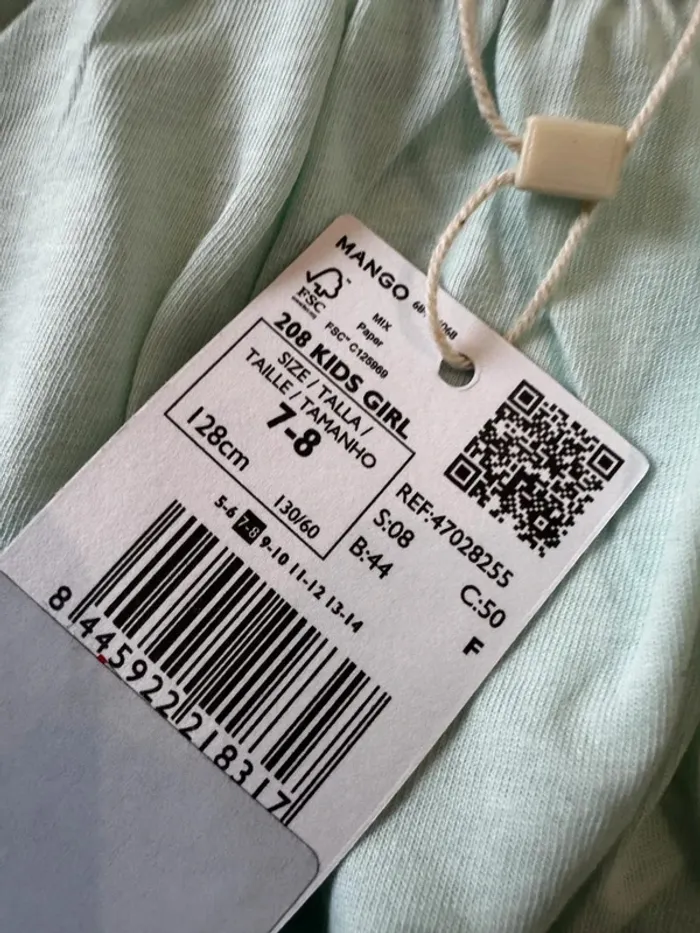 MANGO
FSC
MIX
Paper
FSC™ C125969
208 KIDS GIRL
SIZE / TALLA /
TAILLE / TAMANHO
7-8
128cm
130/60
5-6 7-8 9-10 11-12 13-14
REF:47028255
S:08
C:50
B:44
F
8 445922 218317